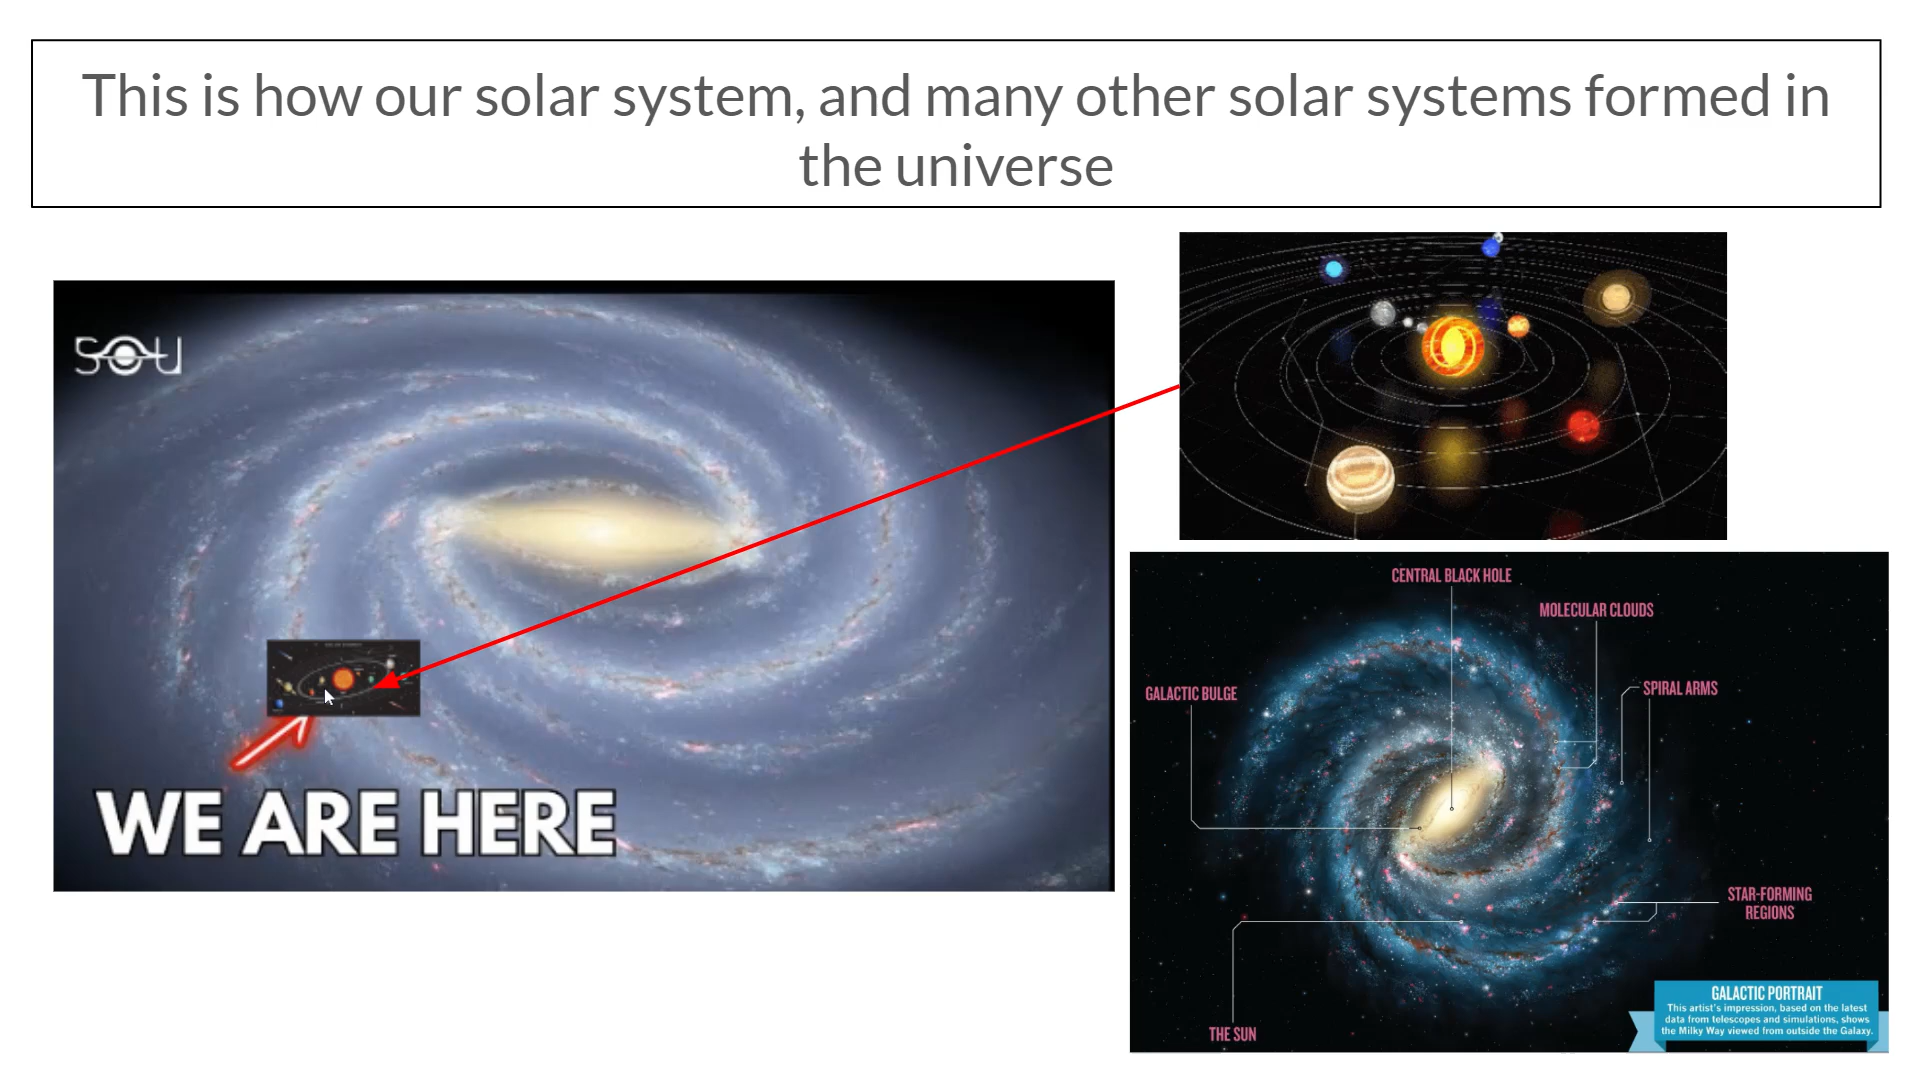 This is how our solar system, and many other solar systems formed in
the universe
SOU
WE ARE HERE
CENTRAL BLACK HOLE
MOLECULAR CLOUDS
GALACTIC BULGE
SPIRAL ARMS
STAR-FORMING
REGIONS
THE SUN
GALACTIC PORTRAIT
This artist's impression, based on the latest
data from telescopes and simulations, shows
the Milky Way viewed from outside the Galaxy.